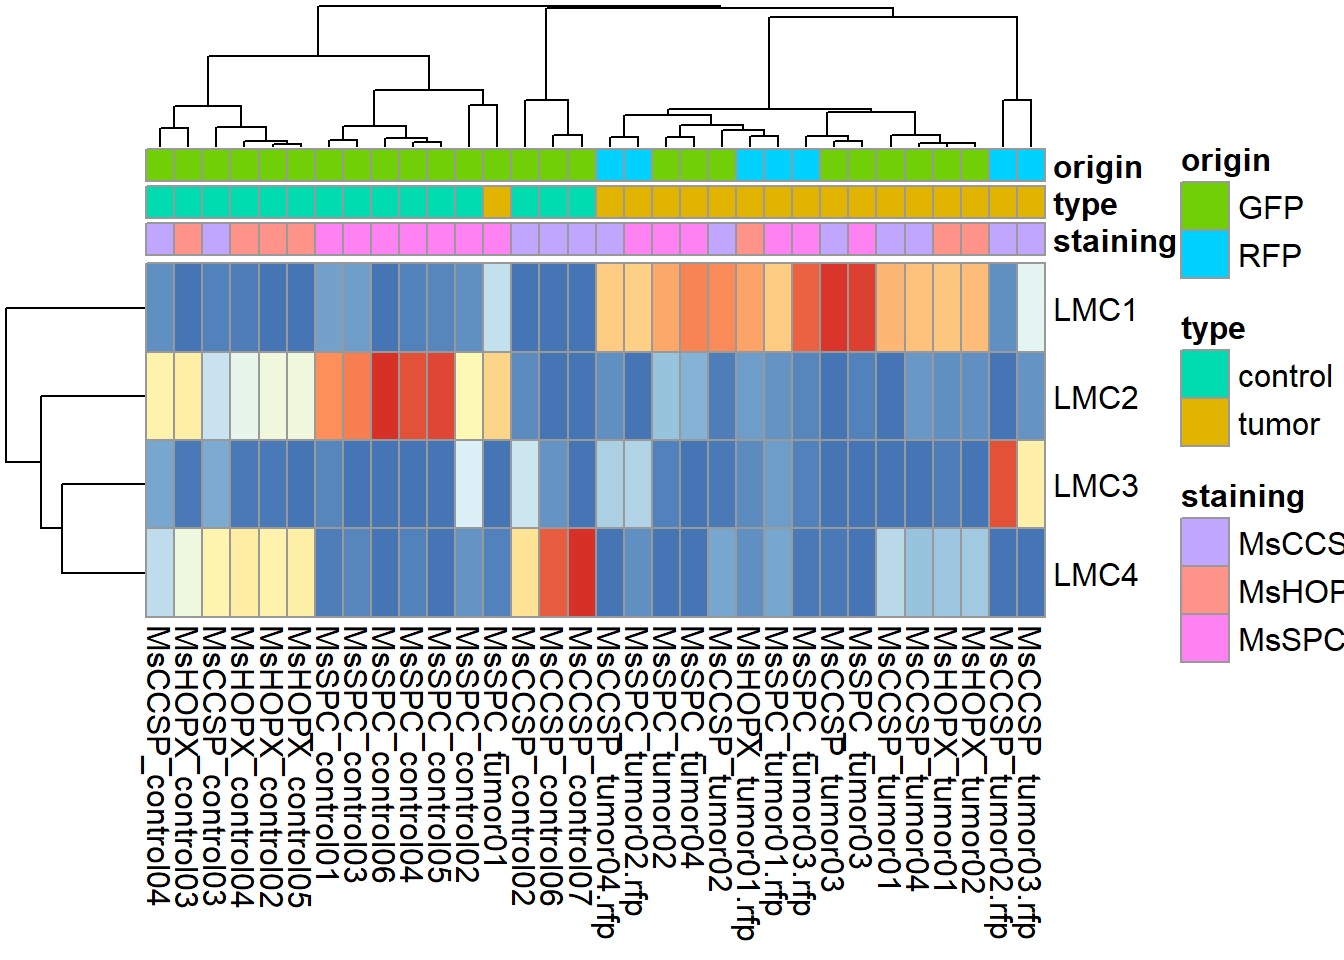 origin
type
staining
LMC1
LMC2
LMC3
LMC4
MsCCSP_control04
MsHOPX_control03
MsCCSP_control03
MsHOPX_control04
MsHOPX_control02
MsHOPX_control05
MsSPC_control01
MsSPC_control03
MsSPC_control06
MsSPC_control04
MsSPC_control05
MsSPC_control02
MsSPC_tumor01
MsCCSP_control02
MsCCSP_control06
MsCCSP_control07
MsCCSP_tumor04.rfp
MsSPC_tumor02.rfp
MsSPC_tumor02
MsSPC_tumor04
MsCCSP_tumor02
MsHOPX_tumor01.rfp
MsSPC_tumor01.rfp
MsSPC_tumor03.rfp
MsCCSP_tumor03
MsSPC_tumor03
MsCCSP_tumor01
MsCCSP_tumor04
MsHOPX_tumor01
MsHOPX_tumor02
MsCCSP_tumor02.rfp
MsCCSP_tumor03.rfp
origin
GFP
RFP
type
control
tumor
staining
MsCCS
MsHOP
MsSPC